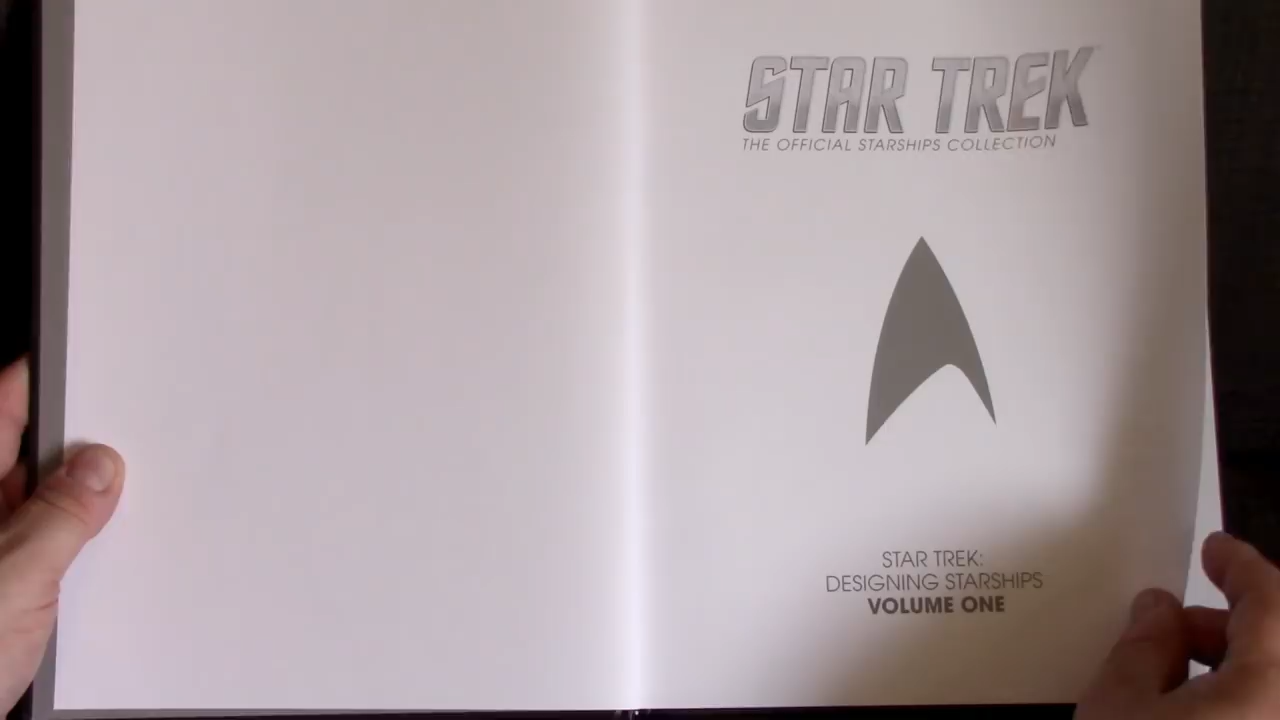 STAR TREK
THE OFFICIAL STARSHIPS COLLECTION
STAR TREK:
DESIGNING STARSHIPS
VOLUME ONE